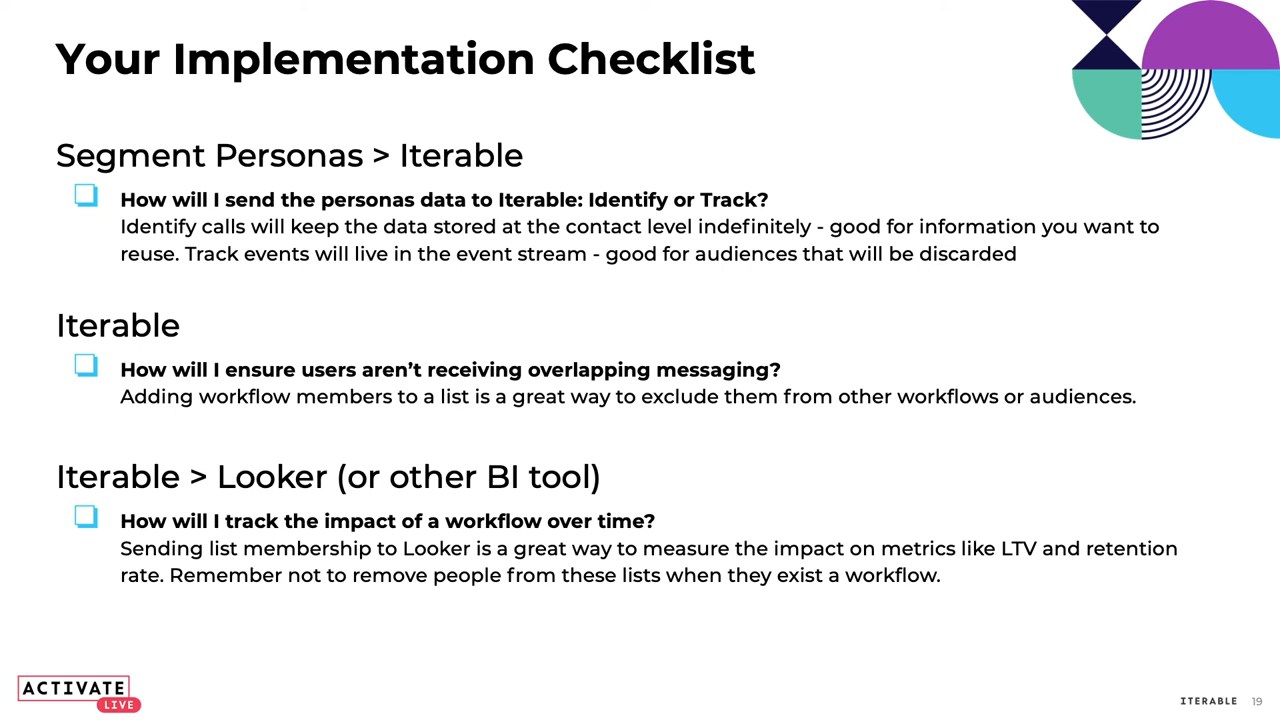 Your Implementation Checklist
Segment Personas > Iterable
How will I send the personas data to Iterable: Identify or Track?
Identify calls will keep the data stored at the contact level indefinitely - good for information you want to
reuse. Track events will live in the event stream - good for audiences that will be discarded
Iterable
How will I ensure users aren’t receiving overlapping messaging?
Adding workflow members to a list is a great way to exclude them from other workflows or audiences.
Iterable > Looker (or other BI tool)
How will I track the impact of a workflow over time?
Sending list membership to Looker is a great way to measure the impact on metrics like LTV and retention
rate. Remember not to remove people from these lists when they exist a workflow.
ACTIVATE
LIVE
ITERABLE 19